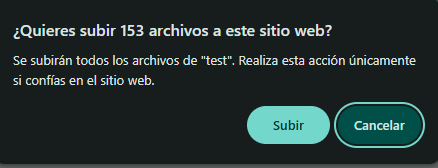 ¿Quieres subir 153 archivos a este sitio web?
Se subirán todos los archivos de "test". Realiza esta acción únicamente
si confías en el sitio web.
Subir
Cancelar